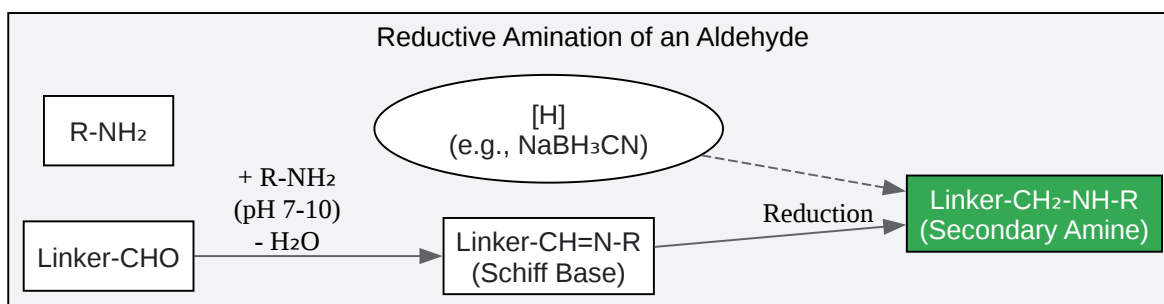 Reductive Amination of an Aldehyde
R-NH₂
[H]
(e.g., NaBH₃CN)
+ R-NH₂
(pH 7-10)
- H₂O
Linker-CHO
Linker-CH=N-R
(Schiff Base)
Reduction
Linker-CH₂-NH-R
(Secondary Amine)